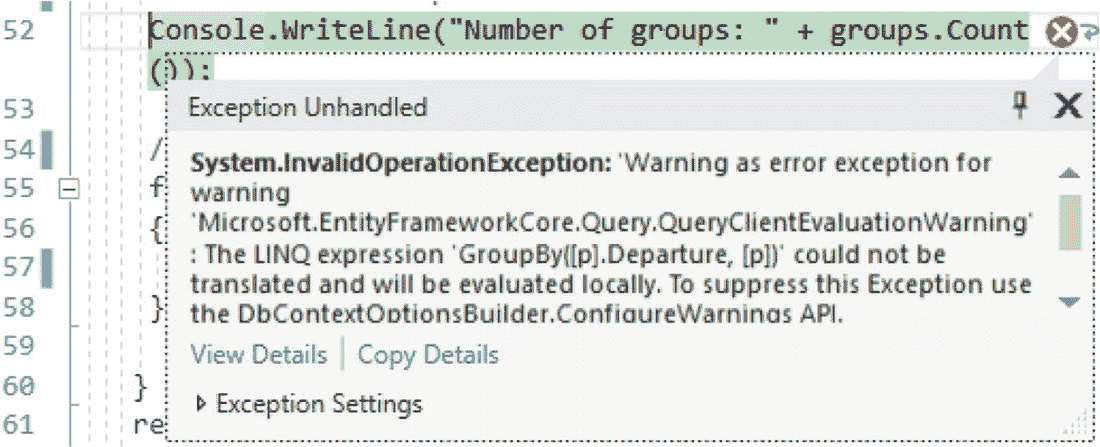 52 Console.WriteLine("Number of groups: " + groups.Count
());
53 Exception Unhandled
54 /
System.InvalidOperationException: 'Warning as error exception for
55 f
warning
56 {
'Microsoft.EntityFrameworkCore.Query.QueryClientEvaluationWarning'
57 : The LINQ expression 'GroupBy([p].Departure, [p])' could not be
translated and will be evaluated locally. To suppress this Exception use
58 }
the DbContextOptionsBuilder.ConfigureWarnings API.
59 View Details | Copy Details
60 }
Exception Settings
61 re